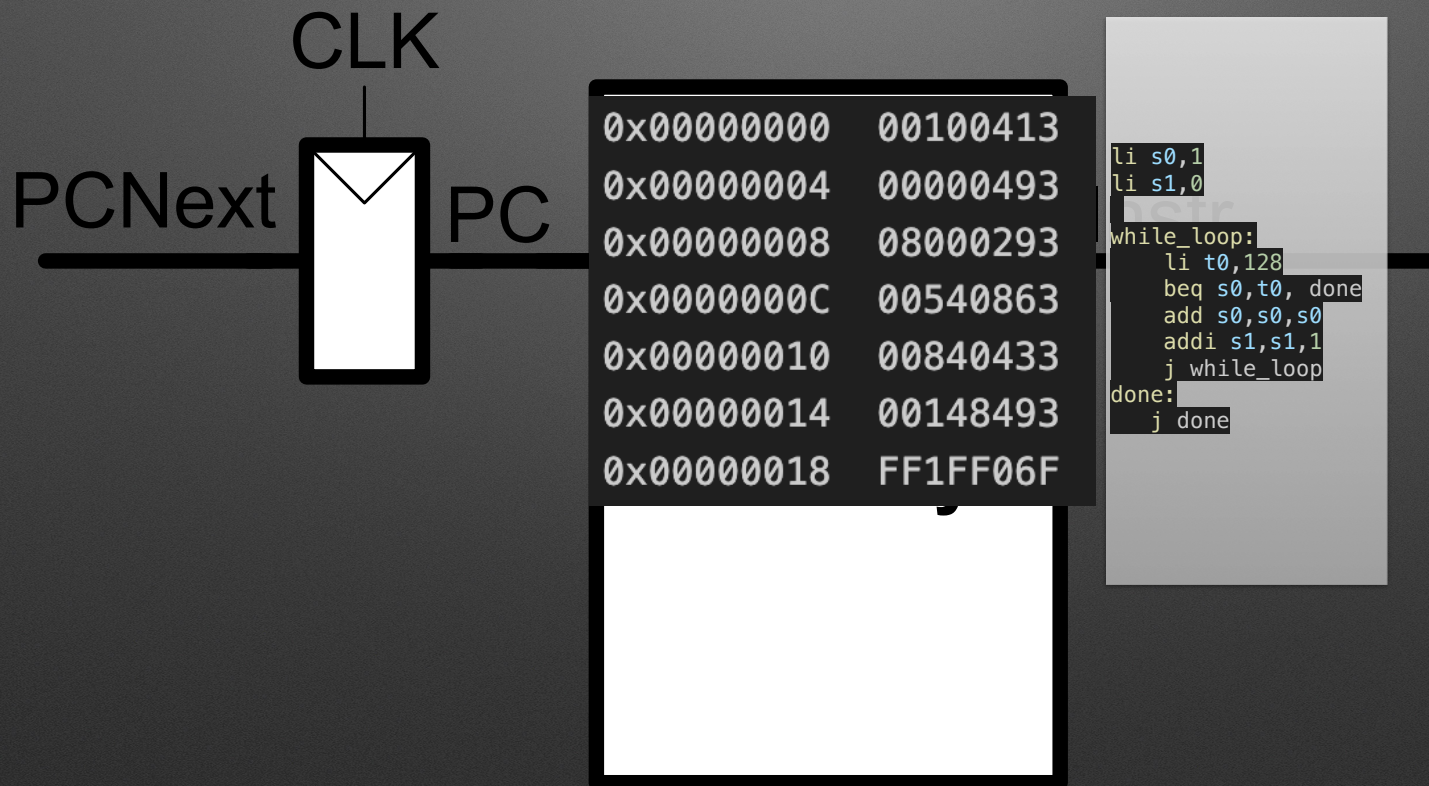 CLK
PCNext
PC
0x00000000 00100413
0x00000004 00000493
0x00000008 08000293
0x0000000C 00540863
0x00000010 00840433
0x00000014 00148493
0x00000018 FF1FF06F
li s0,1
li s1,0
while_loop:
li t0,128
beq s0,t0, done
add s0,s0,s0
addi s1,s1,1
j while_loop
done:
j done